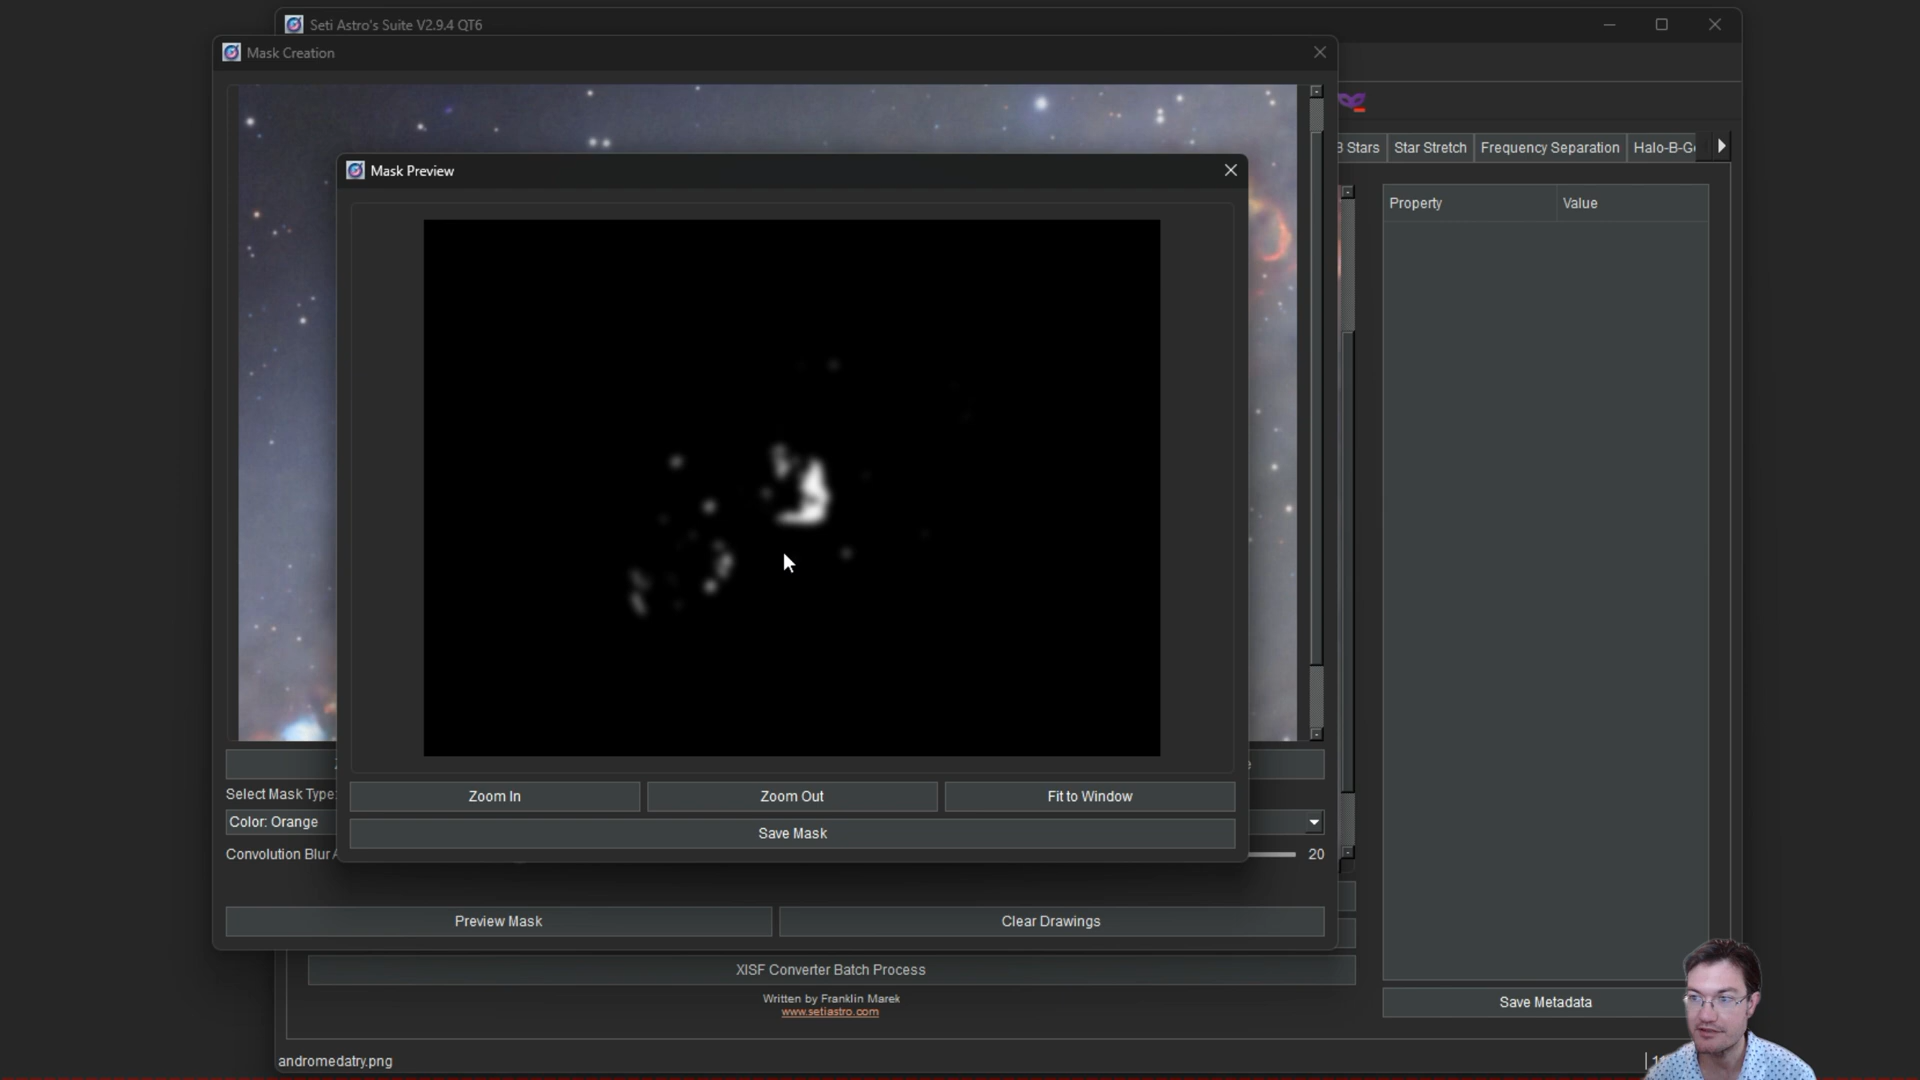 Seti Astro's Suite V2.9.4 QT6
Mask Creation
Stars
Star Stretch
Frequency Separation
Mask Preview
Property
Value
Zoom In
Zoom Out
Fit to Window
Select Mask Type:
Color: Orange
Save Mask
Convolution Blur
20
Preview Mask
Clear Drawings
XISF Converter Batch Process
Written by Franklin Marek
www.setiastro.com
Save Metadata
andromedatry.png